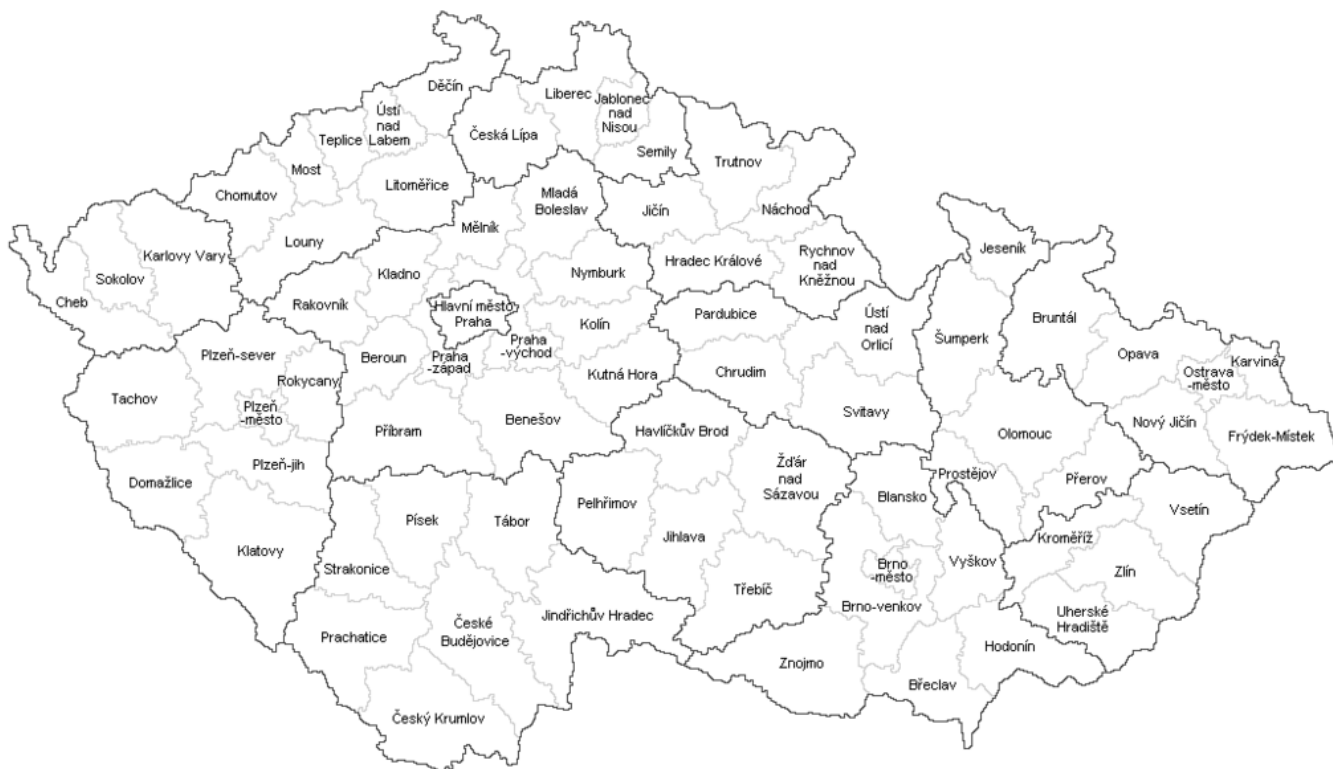 Děčín
Liberec
Jablonec
nad
Nisou
Ústí
nad
Labem
Česká Lípa
Teplice
Semily
Trutnov
Most
Litoměřice
Chomutov
Mladá
Boleslav
Jičín
Náchod
Mělník
Louny
Jeseník
Karlovy Vary
Rychnov
nad
Kněžnou
Hradec Králové
Kladno
Nymburk
Sokolov
Cheb
Rakovník
Hlavní město
Praha
Ústí
nad
Orlicí
Bruntál
Pardubice
Kolín
Šumperk
Praha
-východ
Plzeň-sever
Beroun
Praha
-západ
Opava
Karviná
Ostrava
-město
Rokycany
Kutná Hora
Chrudim
Tachov
Plzeň
-město
Svitavy
Benešov
Příbram
Havlíčkův Brod
Olomouc
Nový Jičín
Frýdek-Místek
Plzeň-jih
Domažlice
Žďár
nad
Sázavou
Prostějov
Přerov
Blansko
Pelhřimov
Vsetín
Písek
Tábor
Kroměříž
Klatovy
Jihlava
Strakonice
Brno
-město
Vyškov
Zlín
Třebíč
Brno-venkov
Jindřichův Hradec
Uherské
Hradiště
České
Budějovice
Prachatice
Hodonín
Znojmo
Břeclav
Český Krumlov